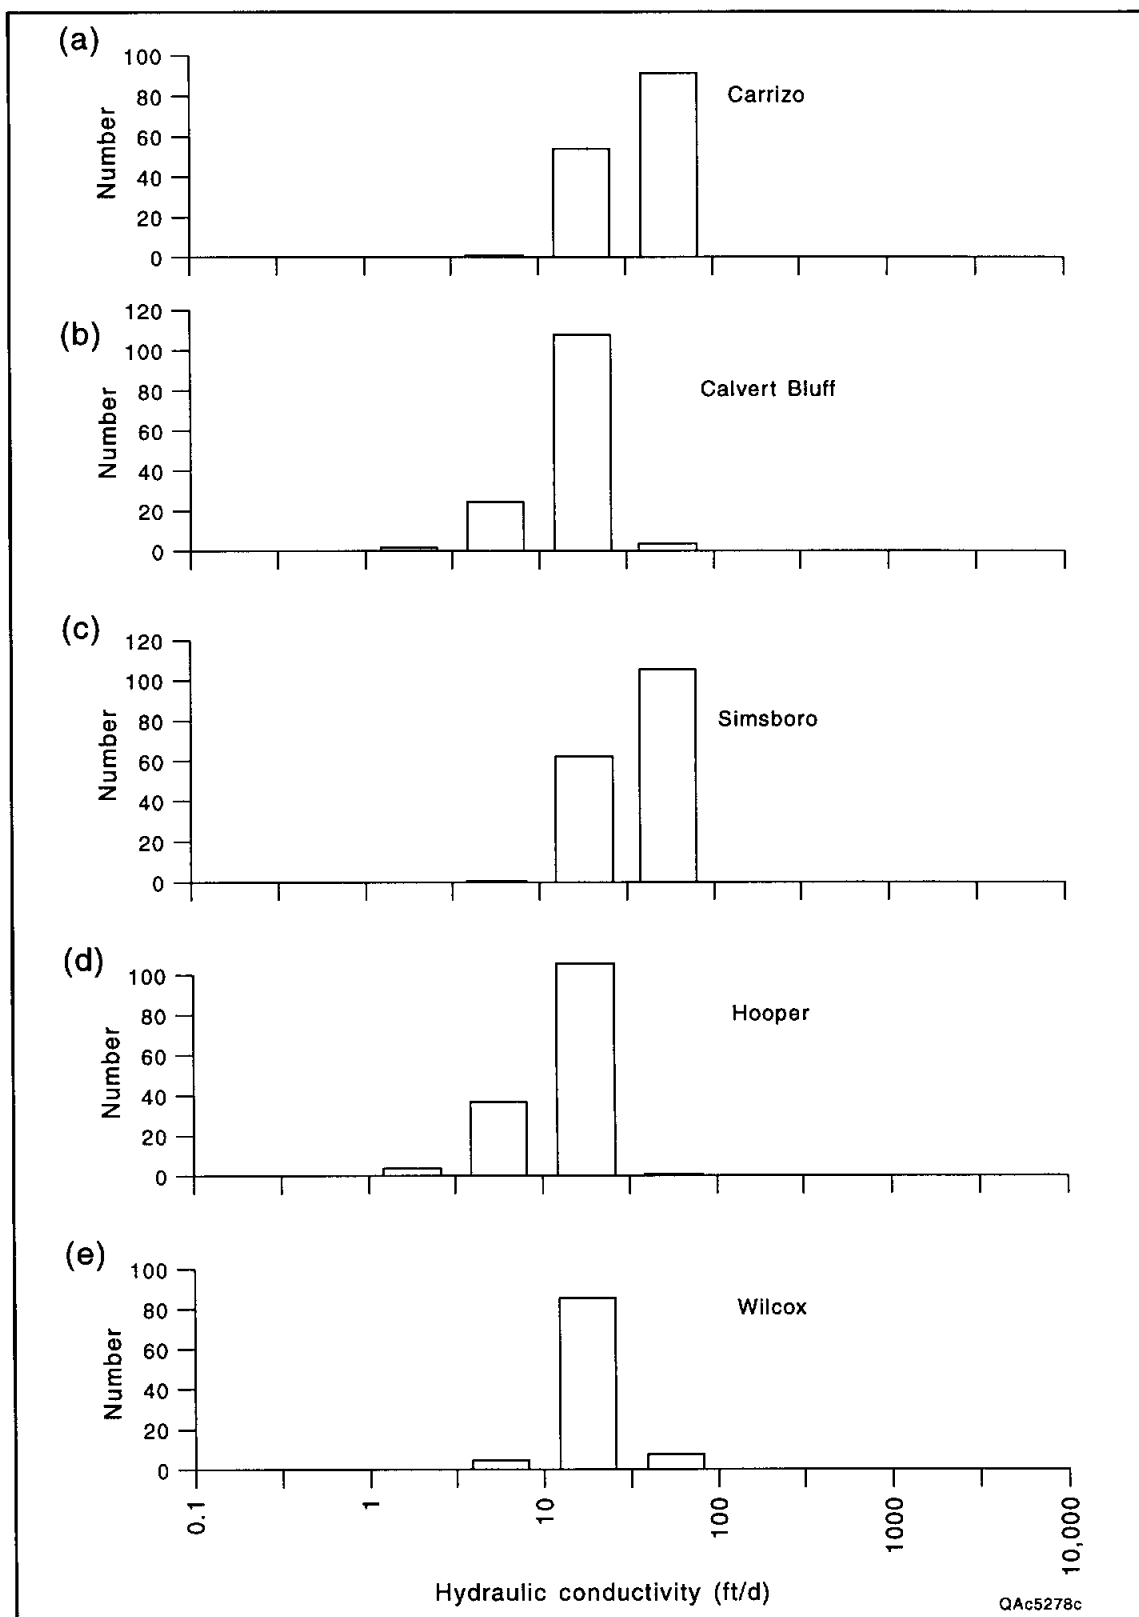 (a)
100
80
60
40
20
0
Number
Carrizo
(b)
120
100
80
60
40
20
0
Number
Calvert Bluff
(c)
120
100
80
60
40
20
0
Number
Simsboro
(d)
100
80
60
40
20
0
Number
Hooper
(e)
100
80
60
40
20
0
Number
Wilcox
0.1
1
10
100
1000
10,000
Hydraulic conductivity (ft/d)
QAc5278c